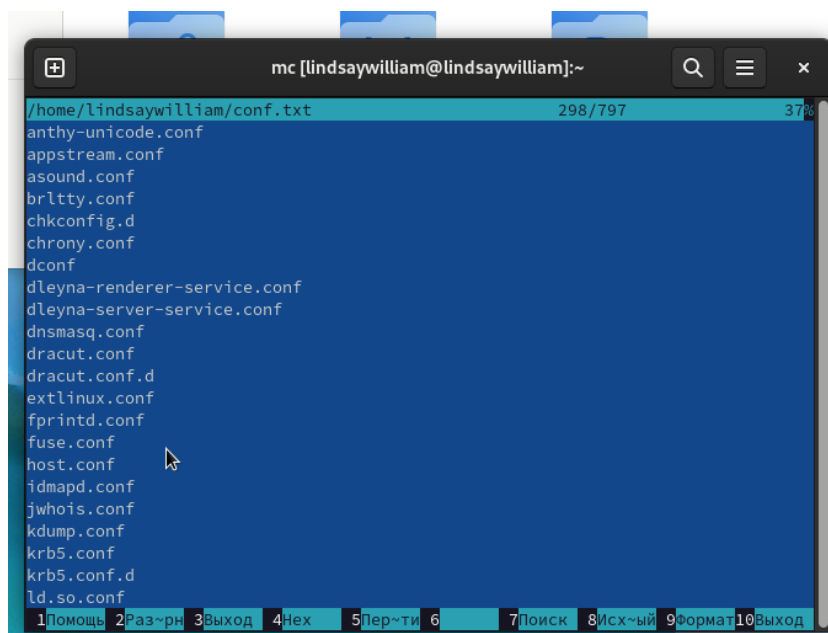 mc [lindsaywilliam@lindsaywilliam]:~
/home/lindsaywilliam/conf.txt 298/797 37%
anthy-unicode.conf
appstream.conf
asound.conf
brltty.conf
chkconfig.d
chrony.conf
dconf
dleyna-renderer-service.conf
dleyna-server-service.conf
dnsmasq.conf
dracut.conf
dracut.conf.d
extlinux.conf
fprintd.conf
fuse.conf
host.conf
idmapd.conf
jwhois.conf
kdump.conf
krb5.conf
krb5.conf.d
ld.so.conf
1Помощь 2Раз~рн 3Выход 4Hex 5Пер~ти 6 7Поиск 8Исх~ый 9Формат10Выход